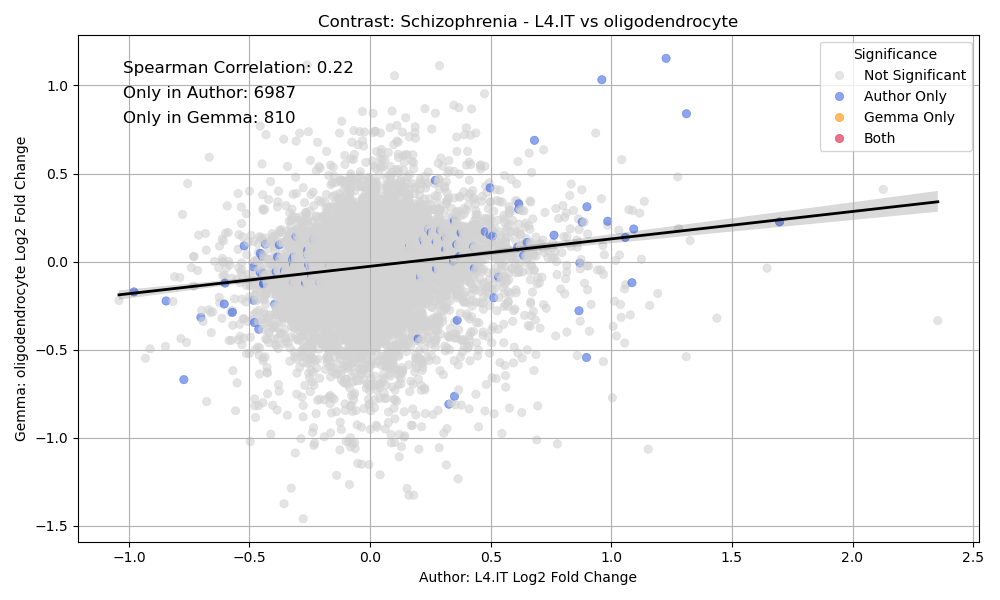 Contrast: Schizophrenia - L4.IT vs oligodendrocyte
Spearman Correlation: 0.22
Only in Author: 6987
Only in Gemma: 810
Significance
Not Significant
Author Only
Gemma Only
Both
Gemma: oligodendrocyte Log2 Fold Change
1.0
0.5
0.0
−0.5
−1.0
−1.5
−1.0
−0.5
0.0
0.5
1.0
1.5
2.0
2.5
Author: L4.IT Log2 Fold Change